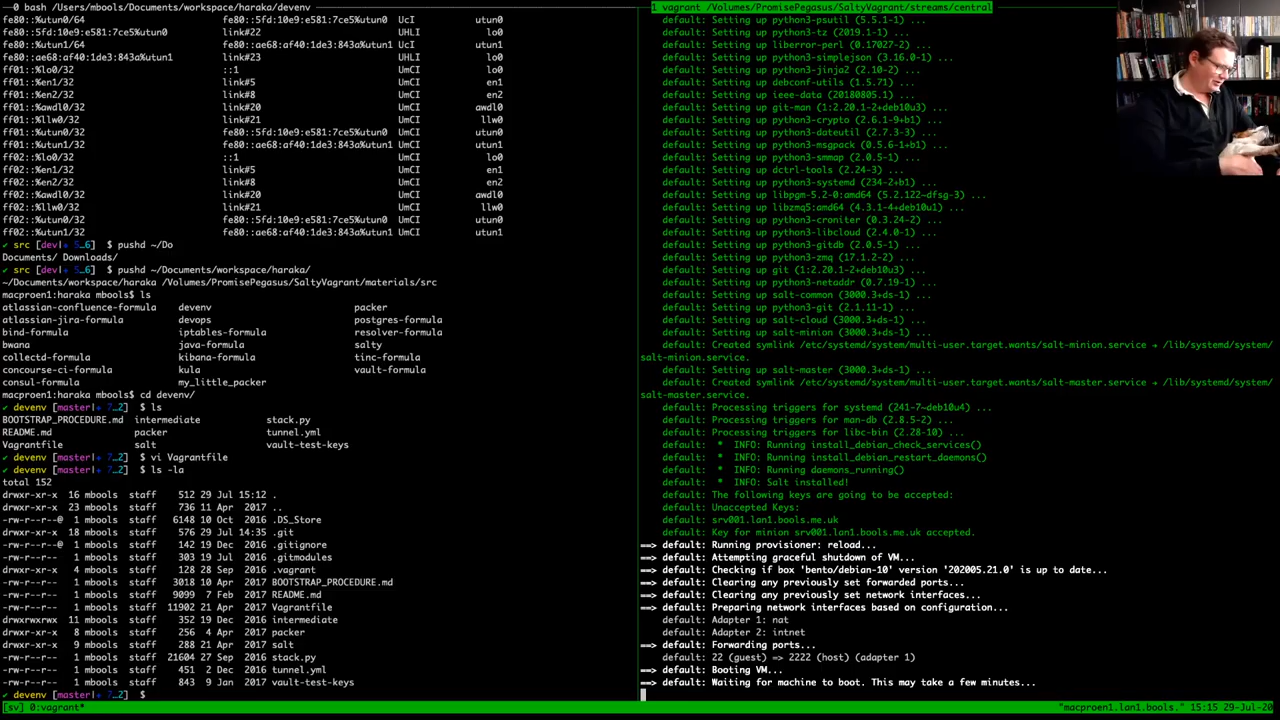 —0 bash /Users/mbools/Documents/workspace/haraka/devenv
fe80::%utun0/64 fe80::5fd:10e9:e581:7ce5%utun0 UcI utun0
fe80::5fd:10e9:e581:7ce5%utun0 link#22 UHLI lo0
fe80::%utun1/64 fe80::ae68:af40:1de3:843a%utun1 UcI utun1
fe80::ae68:af40:1de3:843a%utun1 link#23 UHLI lo0
ff01::%lo0/32 ::1 UmCI lo0
ff01::%en1/32 link#5 UmCI en1
ff01::%en2/32 link#8 UmCI en2
ff01::%awdl0/32 link#20 UmCI awdl0
ff01::%llw0/32 link#21 UmCI llw0
ff01::%utun0/32 fe80::5fd:10e9:e581:7ce5%utun0 UmCI utun0
ff01::%utun1/32 fe80::ae68:af40:1de3:843a%utun1 UmCI utun1
ff02::%lo0/32 ::1 UmCI lo0
ff02::%en1/32 link#5 UmCI en1
ff02::%en2/32 link#8 UmCI en2
ff02::%awdl0/32 link#20 UmCI awdl0
ff02::%llw0/32 link#21 UmCI llw0
ff02::%utun0/32 fe80::5fd:10e9:e581:7ce5%utun0 UmCI utun0
ff02::%utun1/32 fe80::ae68:af40:1de3:843a%utun1 UmCI utun1
✔ src [dev|✚ 5…6] $ pushd ~/Do
Documents/ Downloads/
✔ src [dev|✚ 5…6] $ pushd ~/Documents/workspace/haraka/
~/Documents/workspace/haraka /Volumes/PromisePegasus/SaltyVagrant/materials/src
macproen1:haraka mbools$ ls
atlassian-confluence-formula devenv packer
atlassian-jira-formula devops postgres-formula
bind-formula iptables-formula resolver-formula
bwana java-formula salty
collectd-formula kibana-formula tinc-formula
concourse-ci-formula kula vault-formula
consul-formula my_little_packer
macproen1:haraka mbools$ cd devenv/
✔ devenv [master|✚ 7…2] $ ls
BOOTSTRAP_PROCEDURE.md intermediate stack.py
README.md packer tunnel.yml
Vagrantfile salt vault-test-keys
✔ devenv [master|✚ 7…2] $ vi Vagrantfile
✔ devenv [master|✚ 7…2] $ ls -la
total 152
drwxr-xr-x 16 mbools staff 512 29 Jul 15:12 .
drwxr-xr-x 23 mbools staff 736 11 Apr 2017 ..
-rw-r--r--@ 1 mbools staff 6148 10 Oct 2016 .DS_Store
drwxr-xr-x 18 mbools staff 576 29 Jul 14:35 .git
-rw-r--r--@ 1 mbools staff 142 19 Dec 2016 .gitignore
-rw-r--r-- 1 mbools staff 303 19 Jul 2016 .gitmodules
drwxr-xr-x 4 mbools staff 128 28 Sep 2016 .vagrant
-rw-r--r-- 1 mbools staff 3018 10 Apr 2017 BOOTSTRAP_PROCEDURE.md
-rw-r--r-- 1 mbools staff 9099 7 Feb 2017 README.md
-rw-r--r-- 1 mbools staff 11902 21 Apr 2017 Vagrantfile
drwxrwxrwx 11 mbools staff 352 19 Dec 2016 intermediate
drwxr-xr-x 8 mbools staff 256 4 Apr 2017 packer
drwxr-xr-x 9 mbools staff 288 21 Apr 2017 salt
-rw-r--r-- 1 mbools staff 21604 27 Sep 2016 stack.py
-rw-r--r-- 1 mbools staff 451 2 Dec 2016 tunnel.yml
-rw-r--r-- 1 mbools staff 843 9 Jan 2017 vault-test-keys
✔ devenv [master|✚ 7…2] $
1 vagrant /Volumes/PromisePegasus/SaltyVagrant/streams/central
default: Setting up python3-psutil (5.5.1-1) ...
default: Setting up python3-tz (2019.1-1) ...
default: Setting up liberror-perl (0.17027-2) ...
default: Setting up python3-simplejson (3.16.0-1) ...
default: Setting up python3-jinja2 (2.10-2) ...
default: Setting up debconf-utils (1.5.71) ...
default: Setting up ieee-data (20180805.1) ...
default: Setting up git-man (1:2.20.1-2+deb10u3) ...
default: Setting up python3-crypto (2.6.1-9+b1) ...
default: Setting up python3-dateutil (2.7.3-3) ...
default: Setting up python3-msgpack (0.5.6-1+b1) ...
default: Setting up python3-smmap (2.0.5-1) ...
default: Setting up dctrl-tools (2.24-3) ...
default: Setting up python3-systemd (234-2+b1) ...
default: Setting up libpgm-5.2-0:amd64 (5.2.122~dfsg-3) ...
default: Setting up libzmq5:amd64 (4.3.1-4+deb10u1) ...
default: Setting up python3-croniter (0.3.24-2) ...
default: Setting up python3-libcloud (2.4.0-1) ...
default: Setting up python3-gitdb (2.0.5-1) ...
default: Setting up python3-zmq (17.1.2-2) ...
default: Setting up git (1:2.20.1-2+deb10u3) ...
default: Setting up python3-netaddr (0.7.19-1) ...
default: Setting up salt-common (3000.3+ds-1) ...
default: Setting up python3-git (2.1.11-1) ...
default: Setting up salt-cloud (3000.3+ds-1) ...
default: Setting up salt-minion (3000.3+ds-1) ...
default: Created symlink /etc/systemd/system/multi-user.target.wants/salt-minion.service → /lib/systemd/system/
salt-minion.service.
default: Setting up salt-master (3000.3+ds-1) ...
default: Created symlink /etc/systemd/system/multi-user.target.wants/salt-master.service → /lib/systemd/system/
salt-master.service.
default: Processing triggers for systemd (241-7~deb10u4) ...
default: Processing triggers for man-db (2.8.5-2) ...
default: Processing triggers for libc-bin (2.28-10) ...
default: * INFO: Running install_debian_check_services()
default: * INFO: Running install_debian_restart_daemons()
default: * INFO: Running daemons_running()
default: * INFO: Salt installed!
default: The following keys are going to be accepted:
default: Unaccepted Keys:
default: srv001.lan1.bools.me.uk
default: Key for minion srv001.lan1.bools.me.uk accepted.
==> default: Running provisioner: reload...
==> default: Attempting graceful shutdown of VM...
==> default: Checking if box 'bento/debian-10' version '202005.21.0' is up to date...
==> default: Clearing any previously set forwarded ports...
==> default: Clearing any previously set network interfaces...
==> default: Preparing network interfaces based on configuration...
default: Adapter 1: nat
default: Adapter 2: intnet
==> default: Forwarding ports...
default: 22 (guest) => 2222 (host) (adapter 1)
==> default: Booting VM...
==> default: Waiting for machine to boot. This may take a few minutes...
[sv] 0:vagrant* "macproen1.lan1.bools." 15:15 29-Jul-20